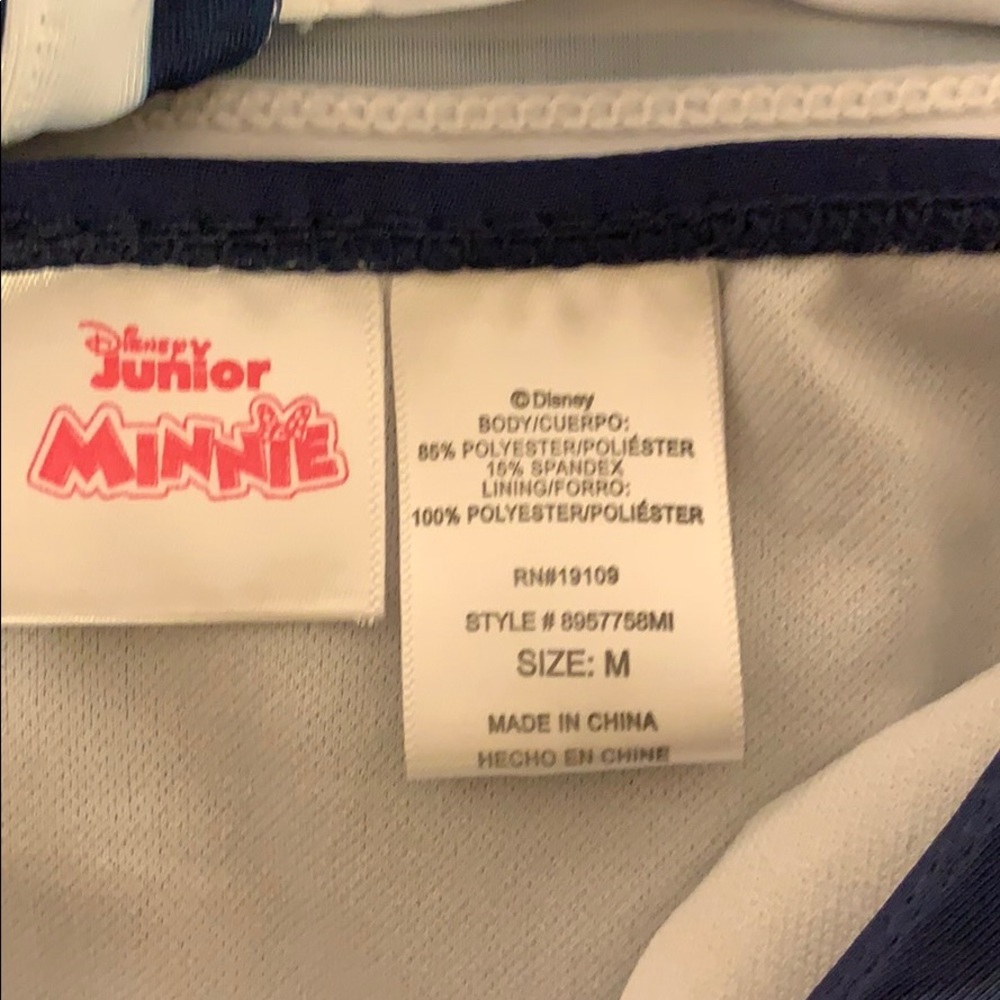 Disney
Junior
MINNIE
©Disney
BODY/CUERPO:
85% POLYESTER/POLIÉSTER
15% SPANDEX
LINING/FORRO:
100% POLYESTER/POLIÉSTER
RN#19109
STYLE # 8957758MI
SIZE: M
MADE IN CHINA
HECHO EN CHINE